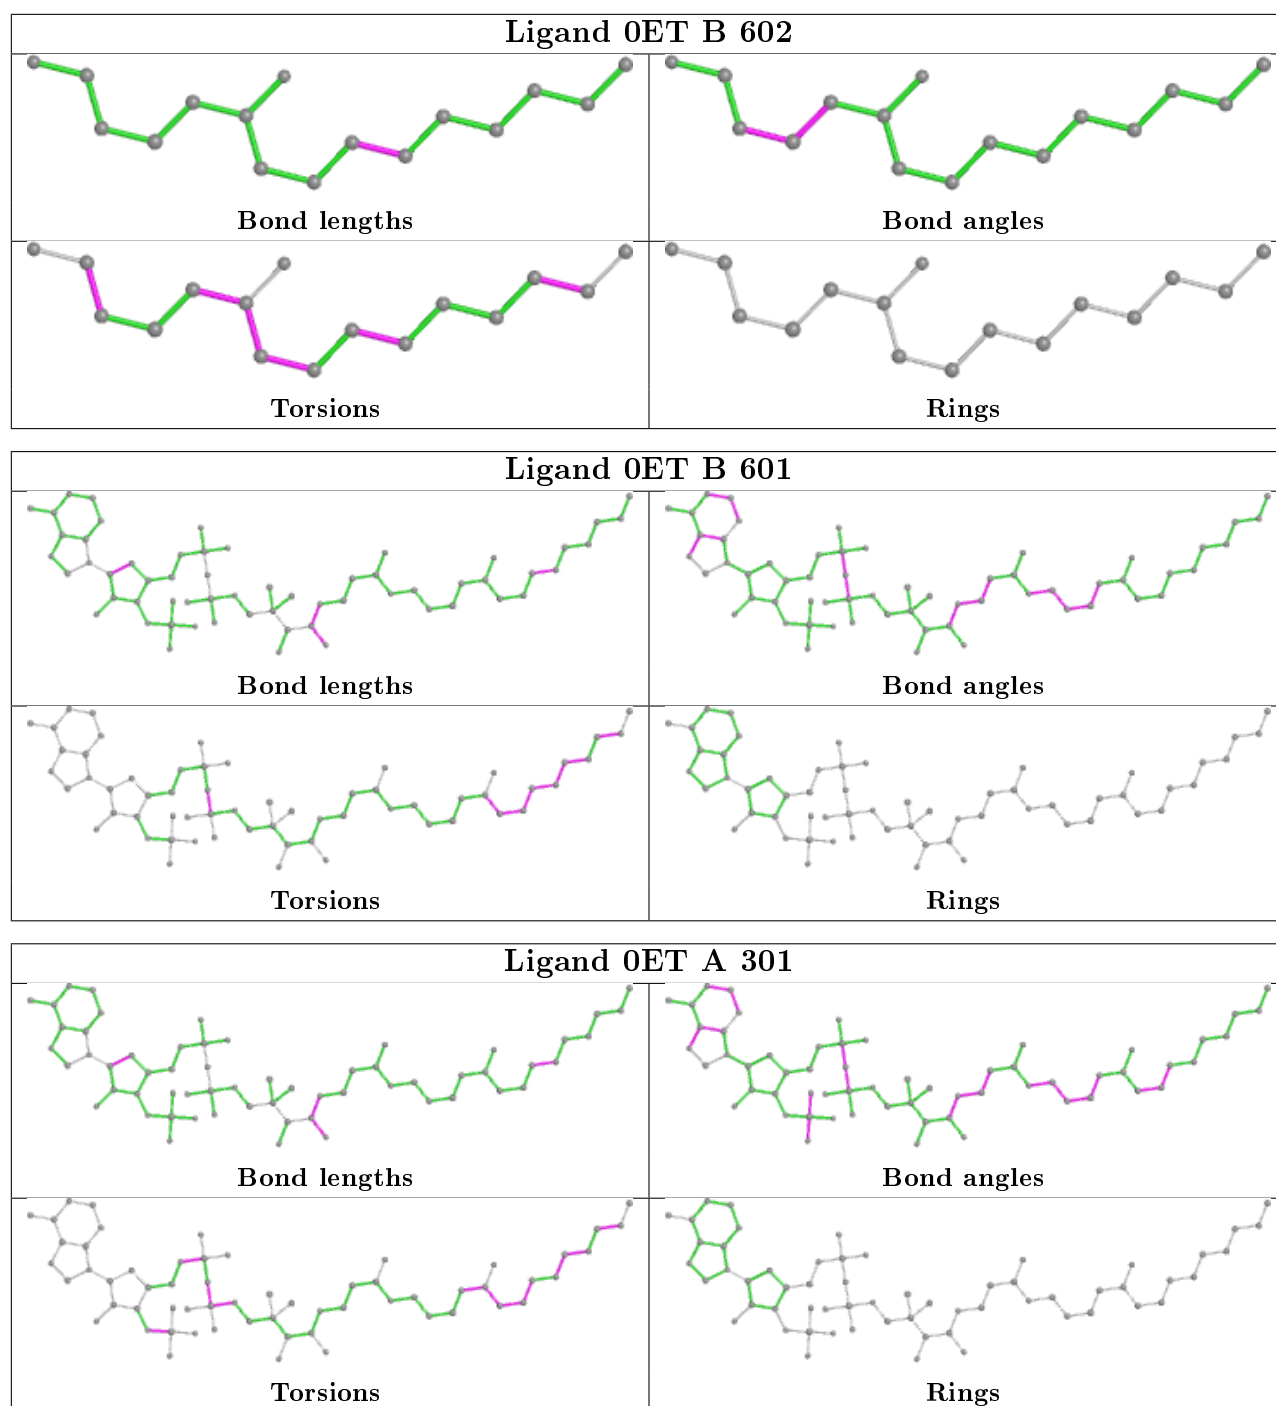 Ligand 0ET B 602
Bond lengths
Bond angles
Torsions
Rings
Ligand 0ET B 601
Bond lengths
Bond angles
Torsions
Rings
Ligand 0ET A 301
Bond lengths
Bond angles
Torsions
Rings